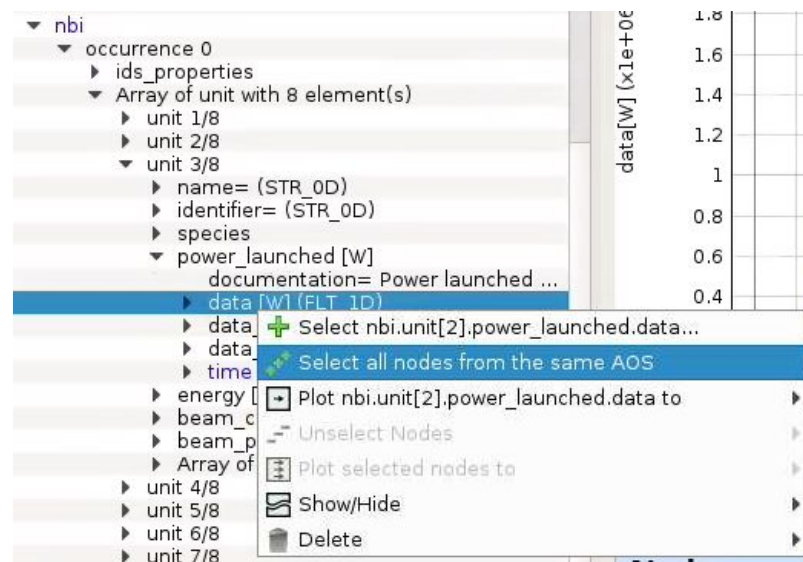 nbi
occurrence 0
ids_properties
Array of unit with 8 element(s)
unit 1/8
unit 2/8
unit 3/8
name= (STR_0D)
identifier= (STR_0D)
species
power_launched [W]
documentation= Power launched ...
data [W] (FLT_1D)
data_
data_
time
energy [
beam_c
beam_p
Array of
unit 4/8
unit 5/8
unit 6/8
unit 7/8
Select nbi.unit[2].power_launched.data...
Select all nodes from the same AOS
Plot nbi.unit[2].power_launched.data to
Unselect Nodes
Plot selected nodes to
Show/Hide
Delete
data[W] (x1e+06
1.8
1.6
1.4
1.2
1
0.8
0.6
0.4